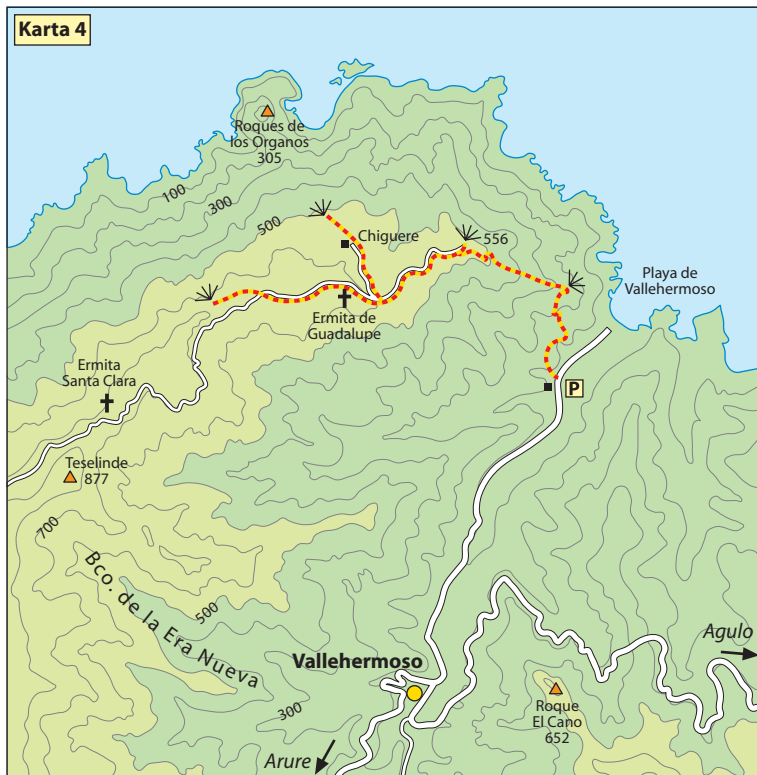 Karta 4
Roques de
los Organos
305
100
300
500
Chiguere
556
Playa de
Vallehermoso
Ermita de
Guadalupe
Ermita
Santa Clara
P
Teselinde
877
700
Bco. de la Era Nueva
500
300
Vallehermoso
Agulo
Roque
El Cano
652
Arure